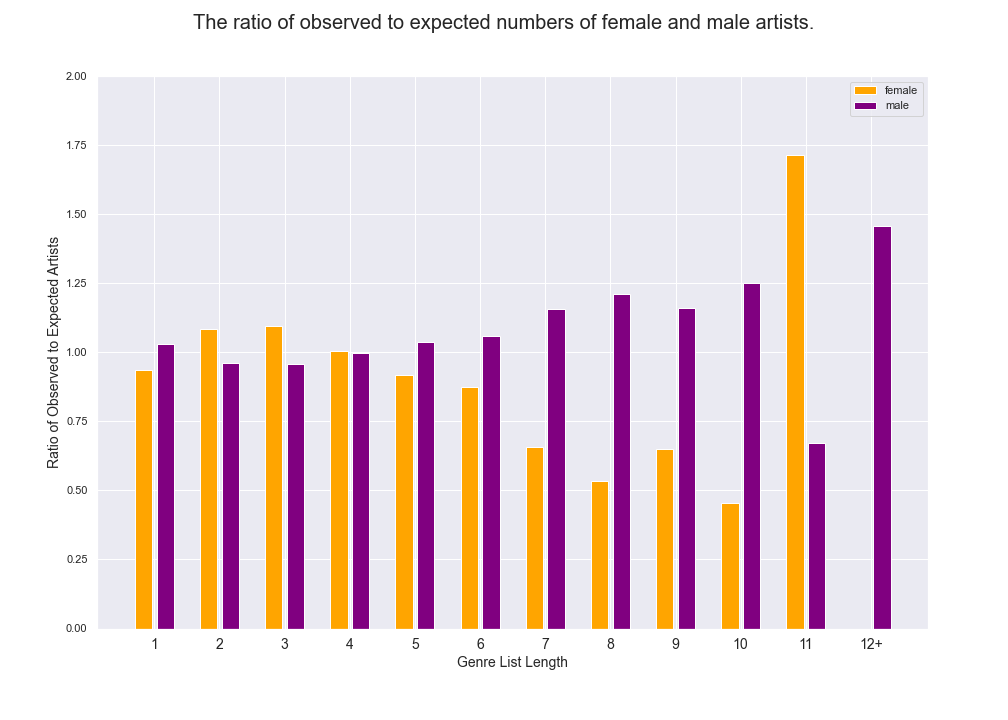 The ratio of observed to expected numbers of female and male artists.
2.00
1.75
1.50
1.25
1.00
0.75
0.50
0.25
0.00
Ratio of Observed to Expected Artists
female
male
1 2 3 4 5 6 7 8 9 10 11 12+
Genre List Length